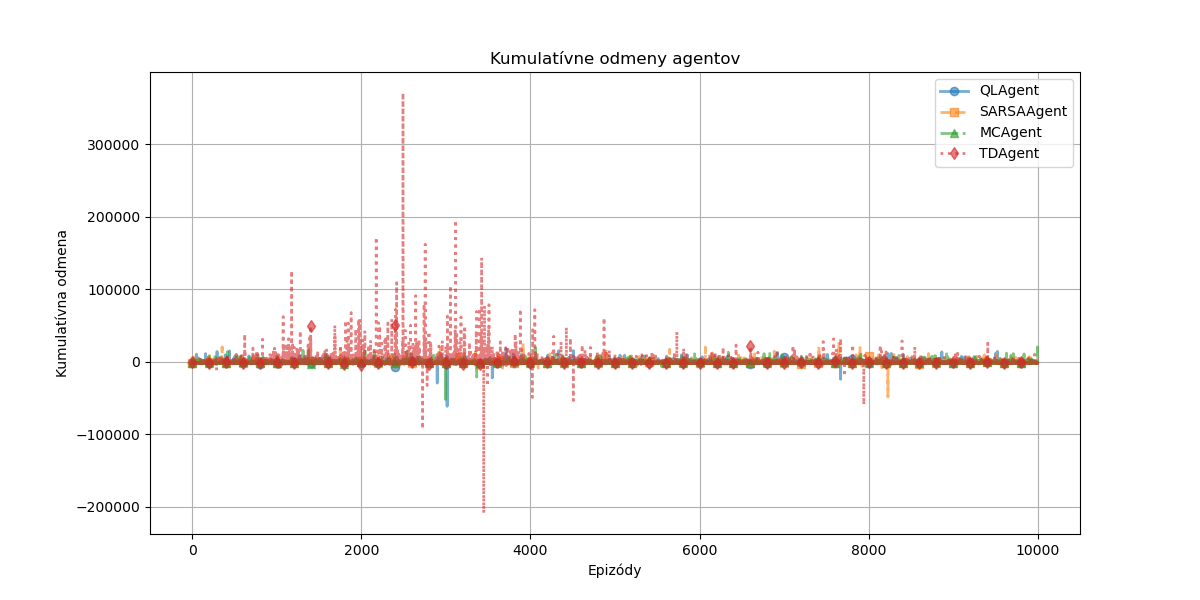 Kumulatívne odmeny agentov
QLAgent
SARSAAgent
MCAgent
TDAgent
Kumulatívna odmena
300000
200000
100000
0
−100000
−200000
0 2000 4000 6000 8000 10000
Epizódy